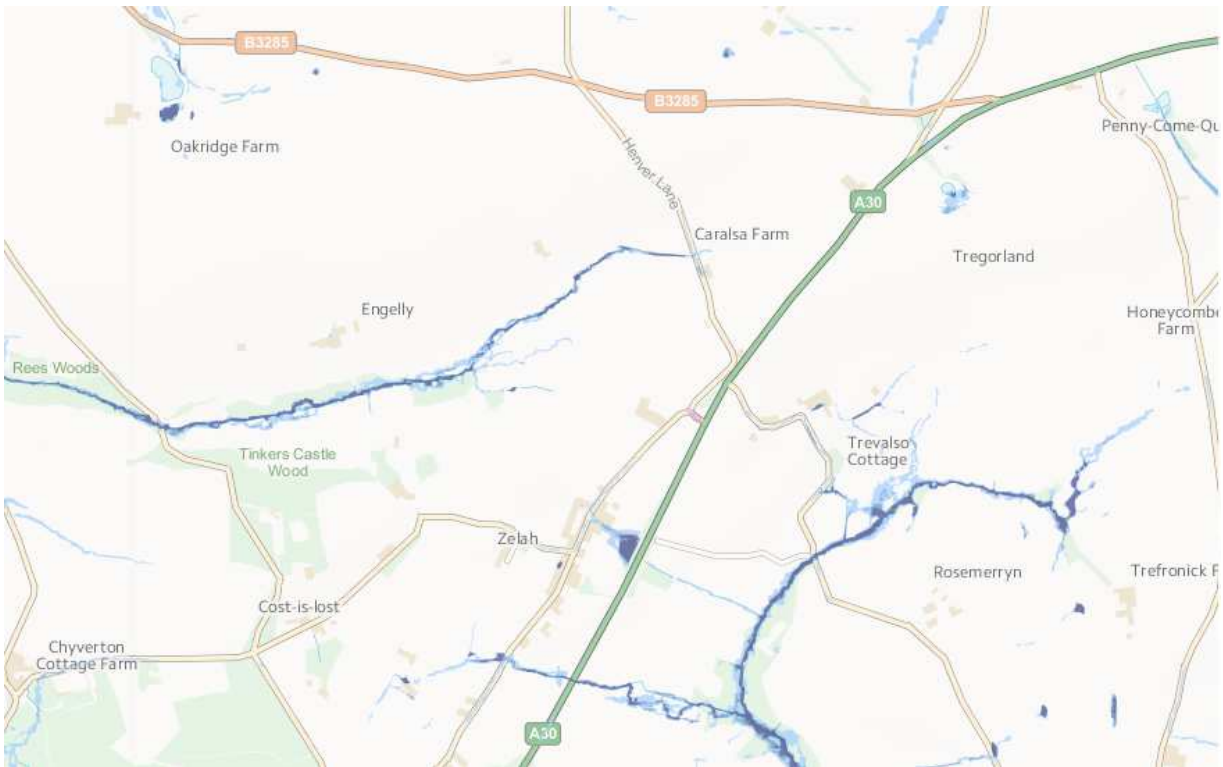 B3285
B3285
Oakridge Farm
Penny-Come-Qu
Henver Lane
A30
Caralsa Farm
Tregorland
Engelly
Honeycombe
Farm
Rees Woods
Tinkers Castle
Wood
Trevalso
Cottage
Zelah
Rosemerryn
Trefronick F
Cost-is-lost
Chyverton
Cottage Farm
A30